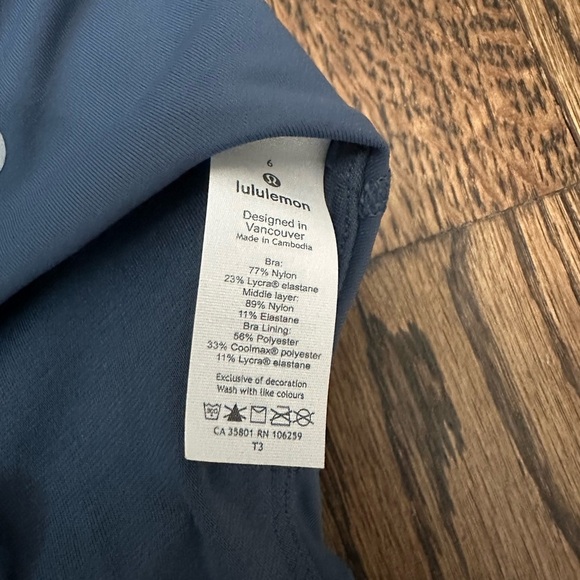 6
lululemon
Designed in
Vancouver
Made in Cambodia
Bra:
77% Nylon
23% Lycra® elastane
Middle layer:
89% Nylon
11% Elastane
Bra Lining:
56% Polyester
33% Coolmax® polyester
11% Lycra® elastane
Exclusive of decoration
Wash with like colours
CA 35801 RN 106259
T3